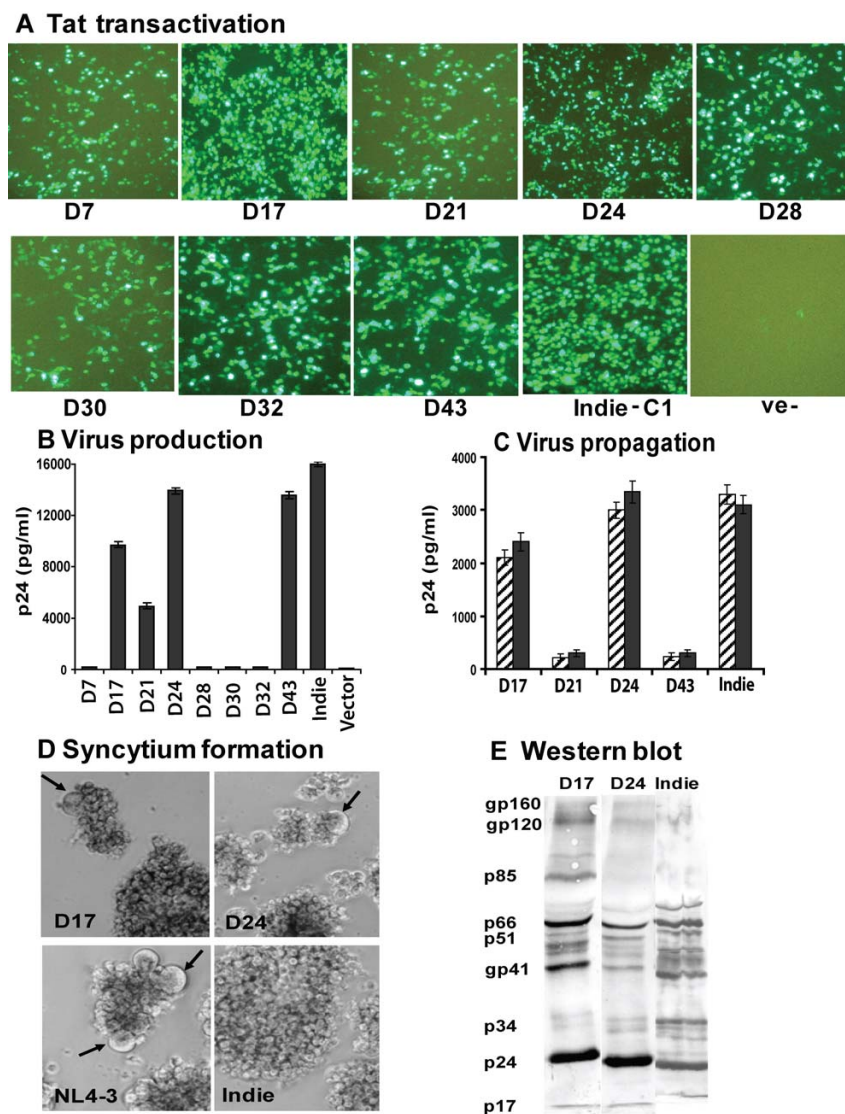 A Tat transactivation
D7 D17 D21 D24 D28
D30 D32 D43 Indie-C1 ve-
B Virus production
p24 (pg/ml)
16000
12000
8000
4000
0
D7 D17 D21 D24 D28 D30 D32 D43 Indie Vector
C Virus propagation
p24 (pg/ml)
4000
3000
2000
1000
0
D17 D21 D24 D43 Indie
D Syncytium formation
D17 D24
NL4-3 Indie
E Western blot
D17 D24 Indie
gp160
gp120
p85
p66
p51
gp41
p34
p24
p17